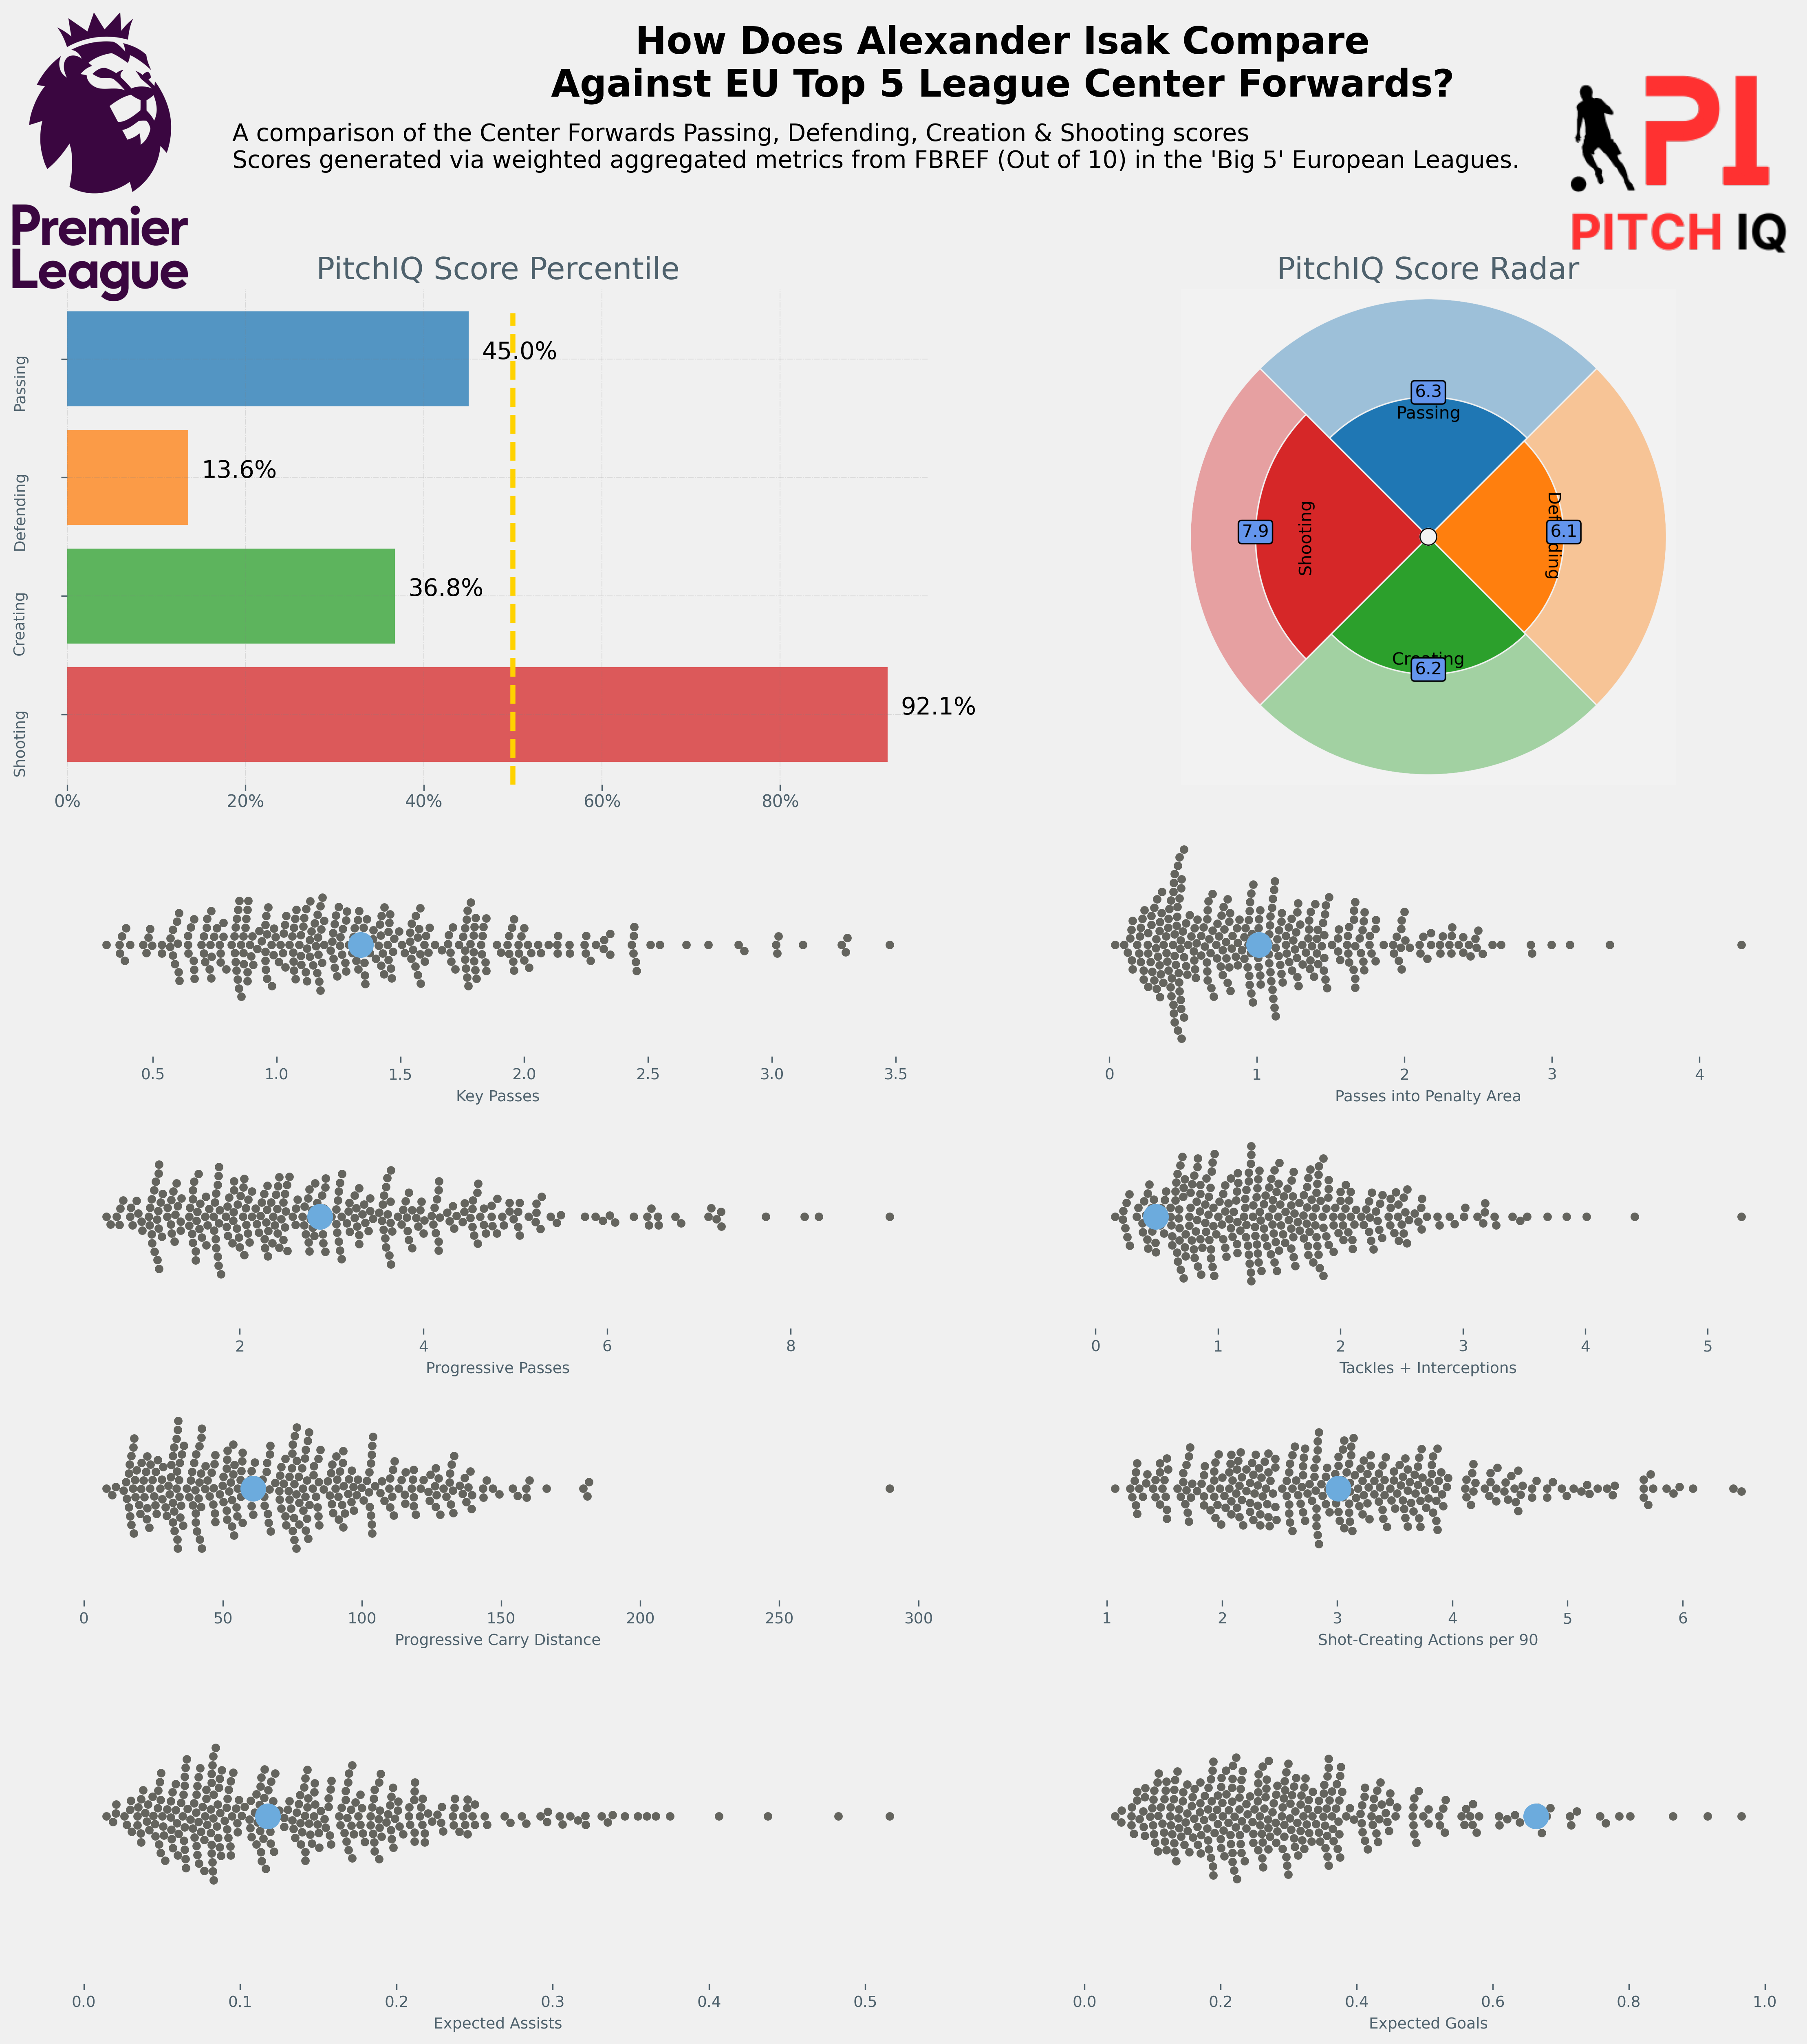 How Does Alexander Isak Compare
Against EU Top 5 League Center Forwards?
A comparison of the Center Forwards Passing, Defending, Creation & Shooting scores
Scores generated via weighted aggregated metrics from FBREF (Out of 10) in the 'Big 5' European Leagues.
Premier
League
PI
PITCH IQ
PitchIQ Score Percentile
Passing
45.0%
Defending
13.6%
Creating
36.8%
Shooting
92.1%
0% 20% 40% 60% 80%
PitchIQ Score Radar
6.3
Passing
7.9
Shooting
Defending
6.1
Creating
6.2
0.5 1.0 1.5 2.0 2.5 3.0 3.5
Key Passes
0 1 2 3 4
Passes into Penalty Area
2 4 6 8
Progressive Passes
0 1 2 3 4 5
Tackles + Interceptions
0 50 100 150 200 250 300
Progressive Carry Distance
1 2 3 4 5 6
Shot-Creating Actions per 90
0.0 0.1 0.2 0.3 0.4 0.5
Expected Assists
0.0 0.2 0.4 0.6 0.8 1.0
Expected Goals